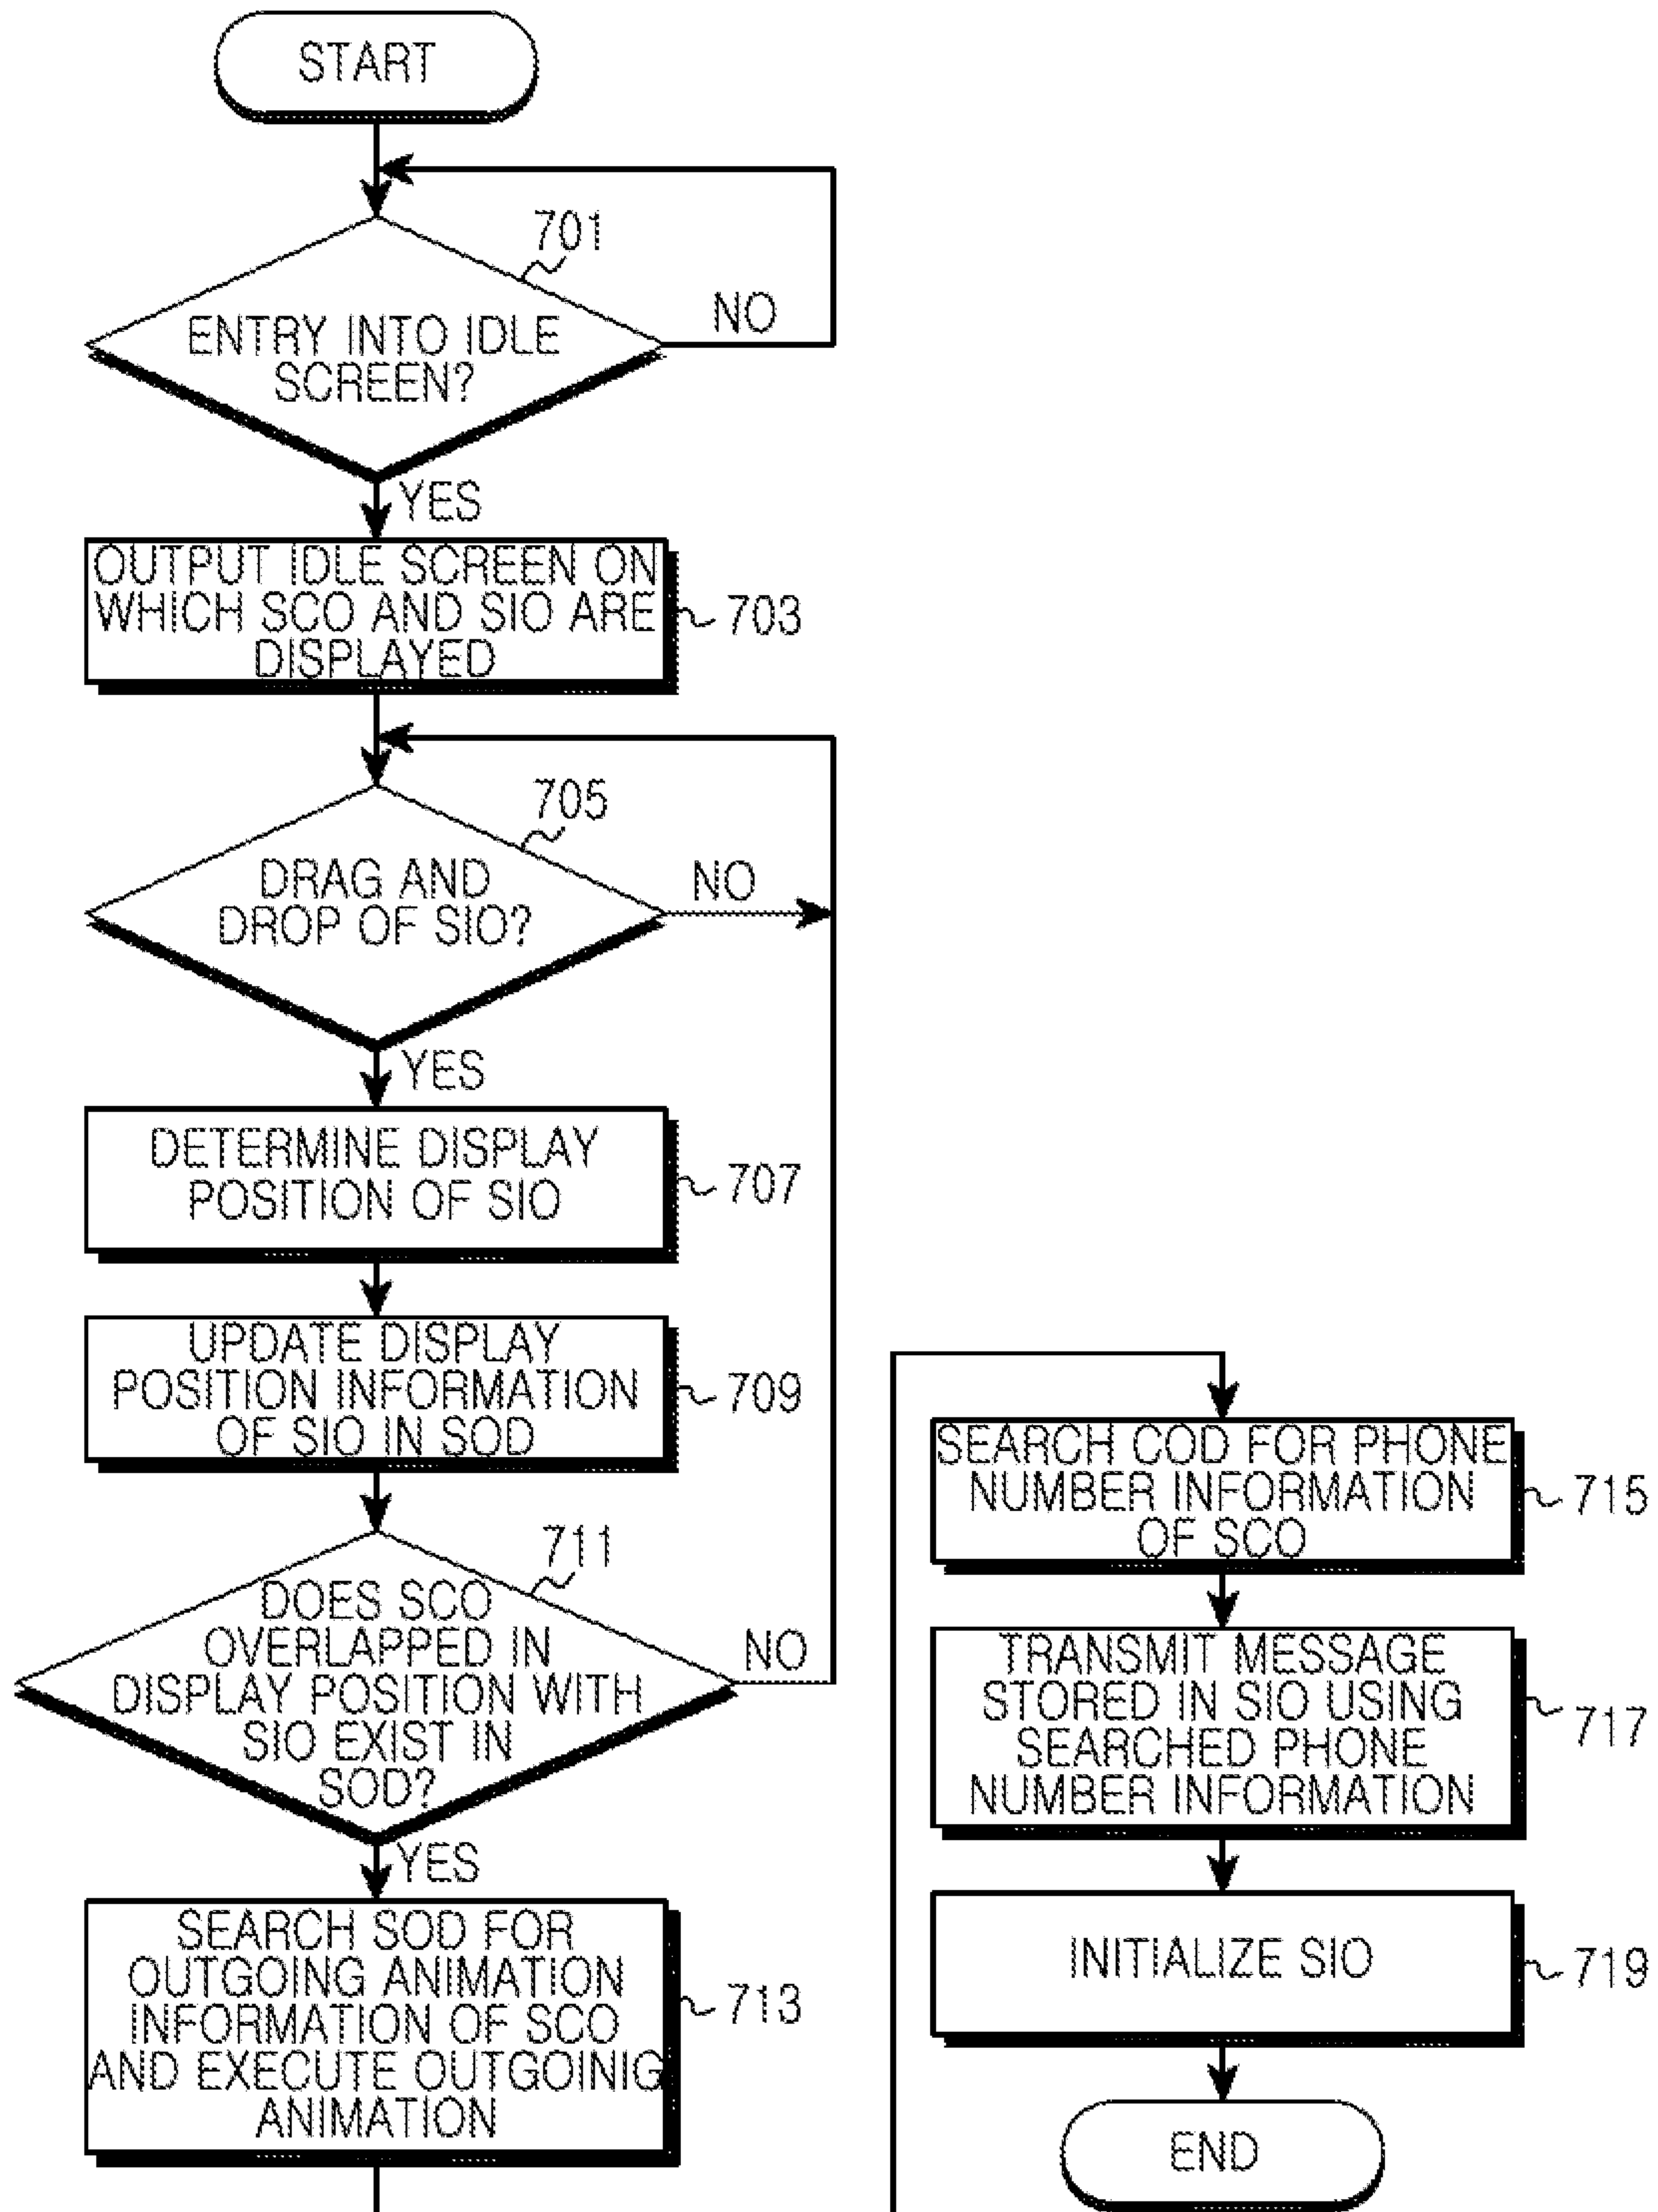 START
701
ENTRY INTO IDLE
SCREEN?
NO
YES
OUTPUT IDLE SCREEN ON
WHICH SCO AND SIO ARE
DISPLAYED
703
705
DRAG AND
DROP OF SIO?
NO
YES
DETERMINE DISPLAY
POSITION OF SIO
707
UPDATE DISPLAY
POSITION INFORMATION
OF SIO IN SOD
709
711
DOES SCO
OVERLAPPED IN
DISPLAY POSITION WITH
SIO EXIST IN
SOD?
NO
YES
SEARCH SOD FOR
OUTGOING ANIMATION
INFORMATION OF SCO
AND EXECUTE OUTGOINIG
ANIMATION
713
SEARCH COD FOR PHONE
NUMBER INFORMATION
OF SCO
715
TRANSMIT MESSAGE
STORED IN SIO USING
SEARCHED PHONE
NUMBER INFORMATION
717
INITIALIZE SIO
719
END